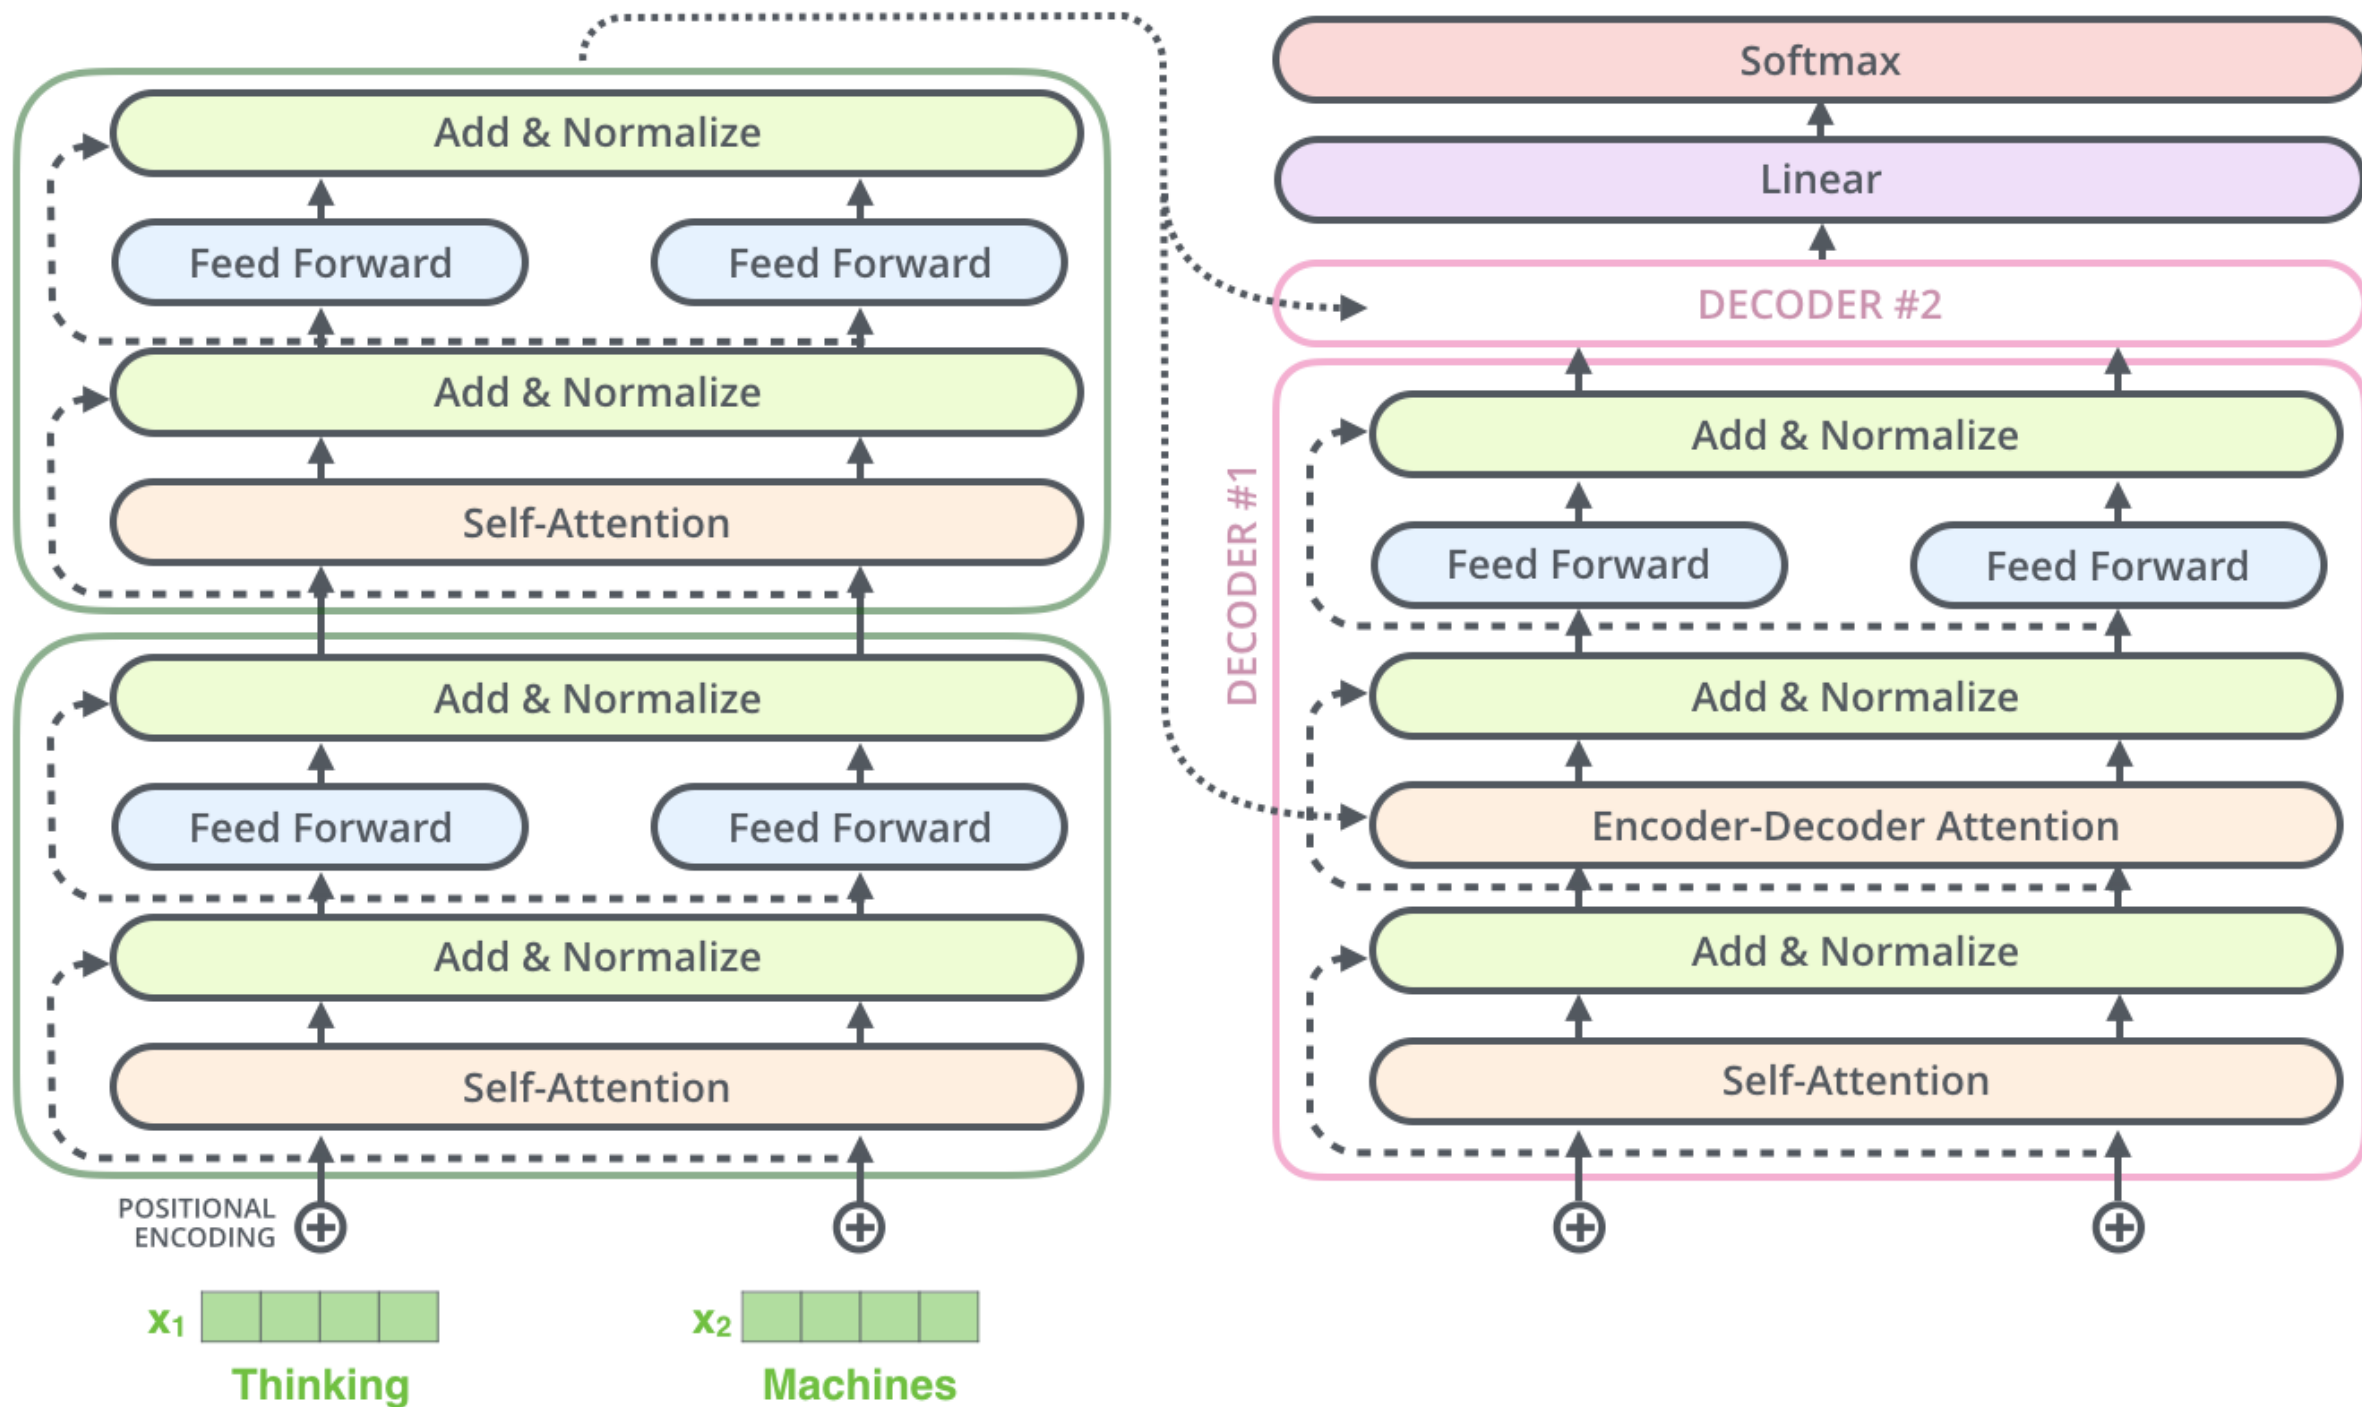 Add & Normalize
Feed Forward
Feed Forward
Add & Normalize
Self-Attention
Add & Normalize
Feed Forward
Feed Forward
Add & Normalize
Self-Attention
POSITIONAL
ENCODING
x1
x2
Thinking
Machines
Softmax
Linear
DECODER #2
DECODER #1
Add & Normalize
Feed Forward
Feed Forward
Add & Normalize
Encoder-Decoder Attention
Add & Normalize
Self-Attention